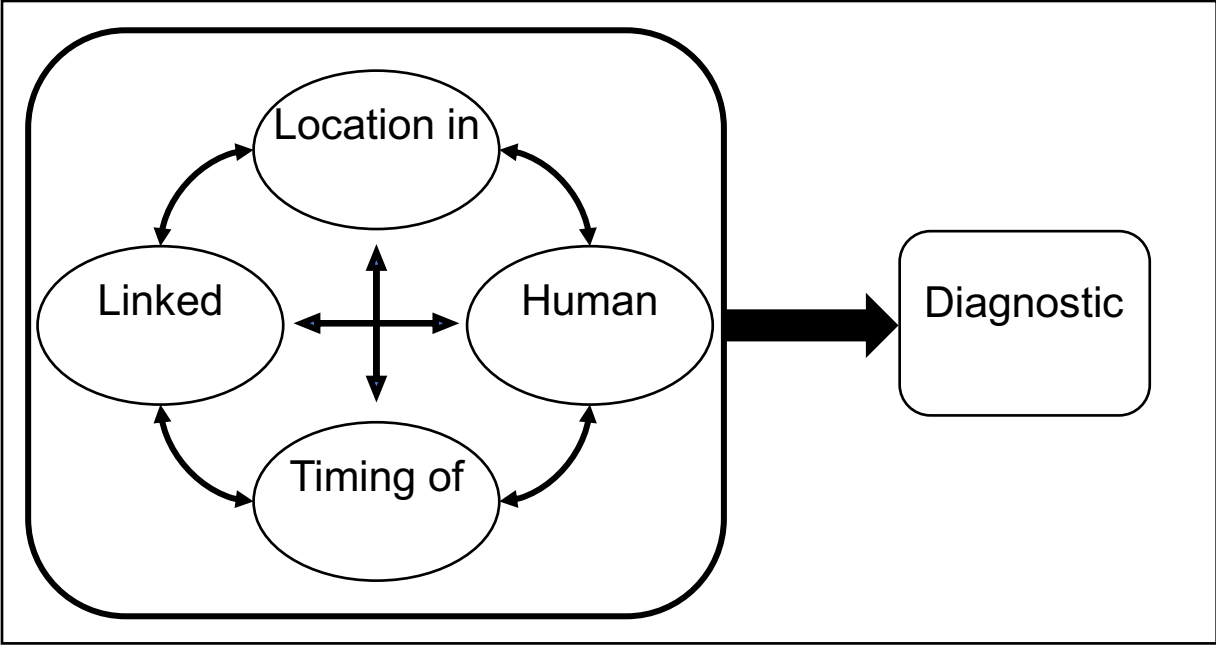 Location in
Linked
Human
Diagnostic
Timing of